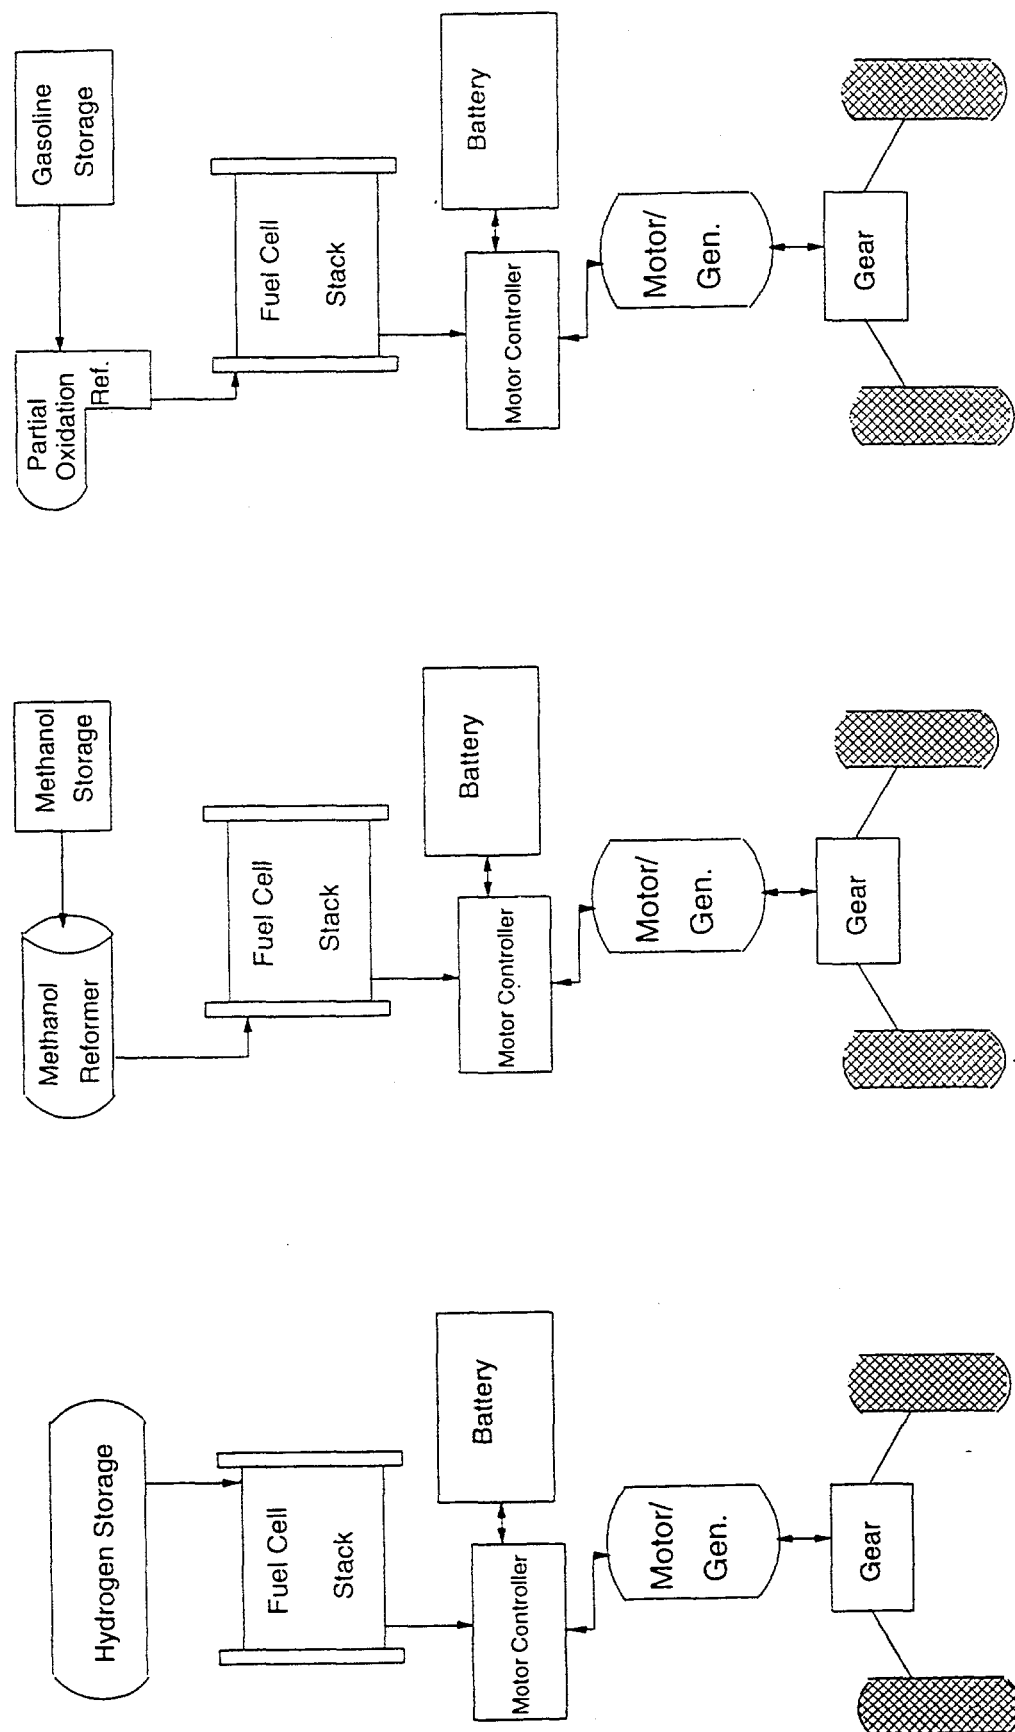 Hydrogen Storage
Fuel Cell
Stack
Motor Controller
Battery
Motor/
Gen.
Gear
Methanol
Reformer
Methanol
Storage
Fuel Cell
Stack
Motor Controller
Battery
Motor/
Gen.
Gear
Partial
Oxidation
Ref.
Gasoline
Storage
Fuel Cell
Stack
Motor Controller
Battery
Motor/
Gen.
Gear